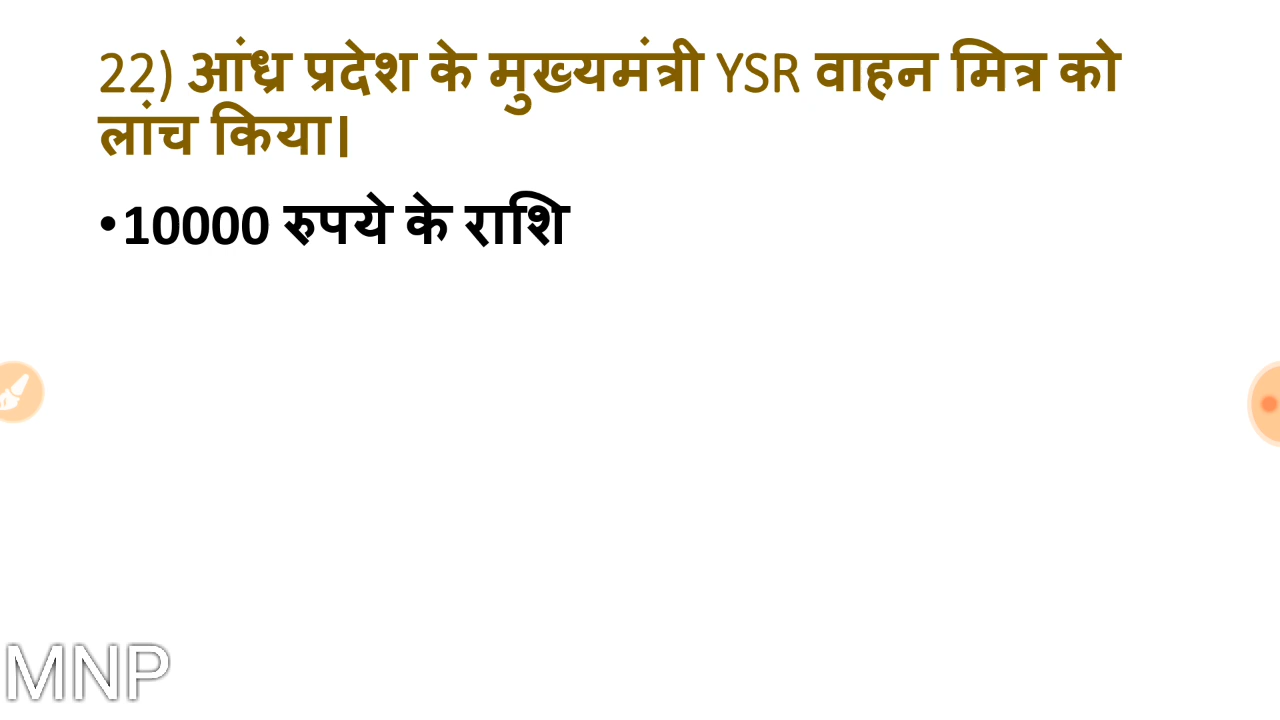 22) आंध्र प्रदेश के मुख्यमंत्री YSR वाहन मित्र को
लांच किया।
•10000 रुपये के राशि
MNP